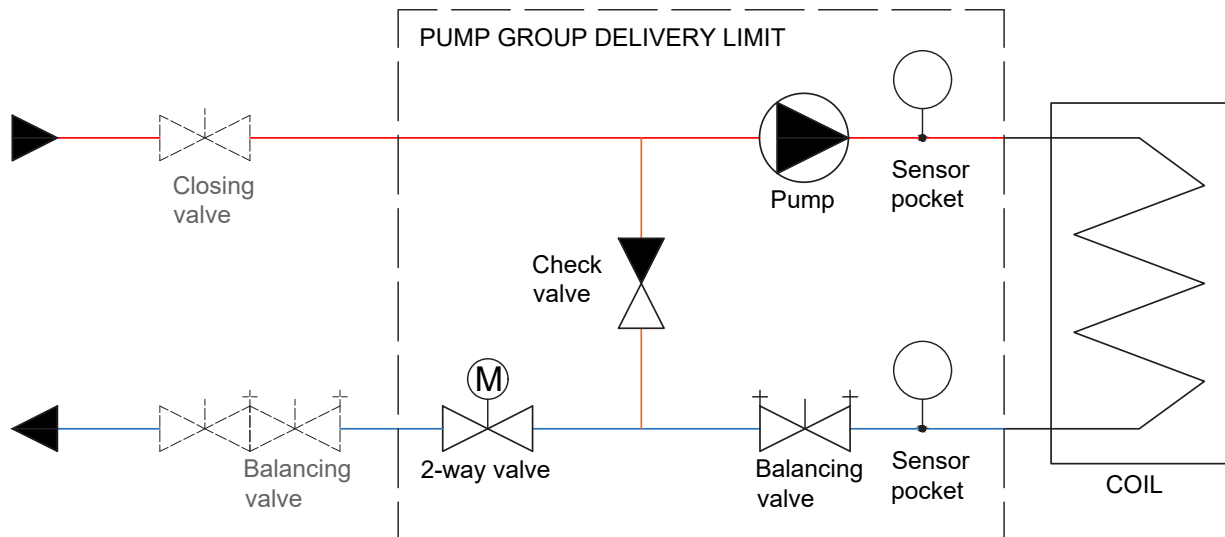 PUMP GROUP DELIVERY LIMIT
Closing
valve
Pump
Sensor
pocket
Check
valve
M
Balancing
valve
2-way valve
Balancing
valve
Sensor
pocket
COIL